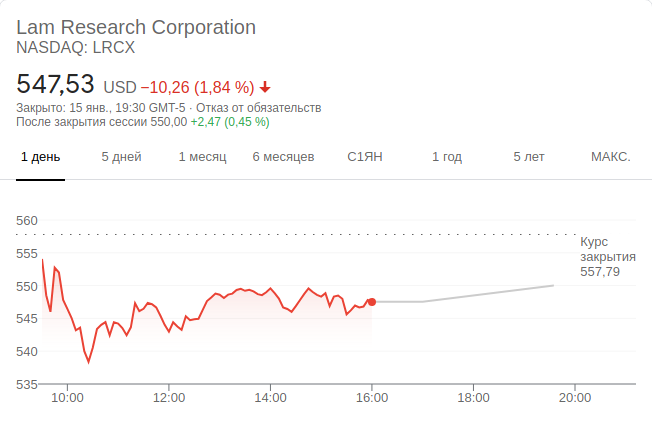 Lam Research Corporation
NASDAQ: LRCX
547,53 USD −10,26 (1,84 %)
Закрыто: 15 янв., 19:30 GMT-5 · Отказ от обязательств
После закрытия сессии 550,00 +2,47 (0,45 %)
1 день 5 дней 1 месяц 6 месяцев С1ЯН 1 год 5 лет МАКС.
560
Курс
закрытия
557,79
555
550
545
540
535
10:00 12:00 14:00 16:00 18:00 20:00